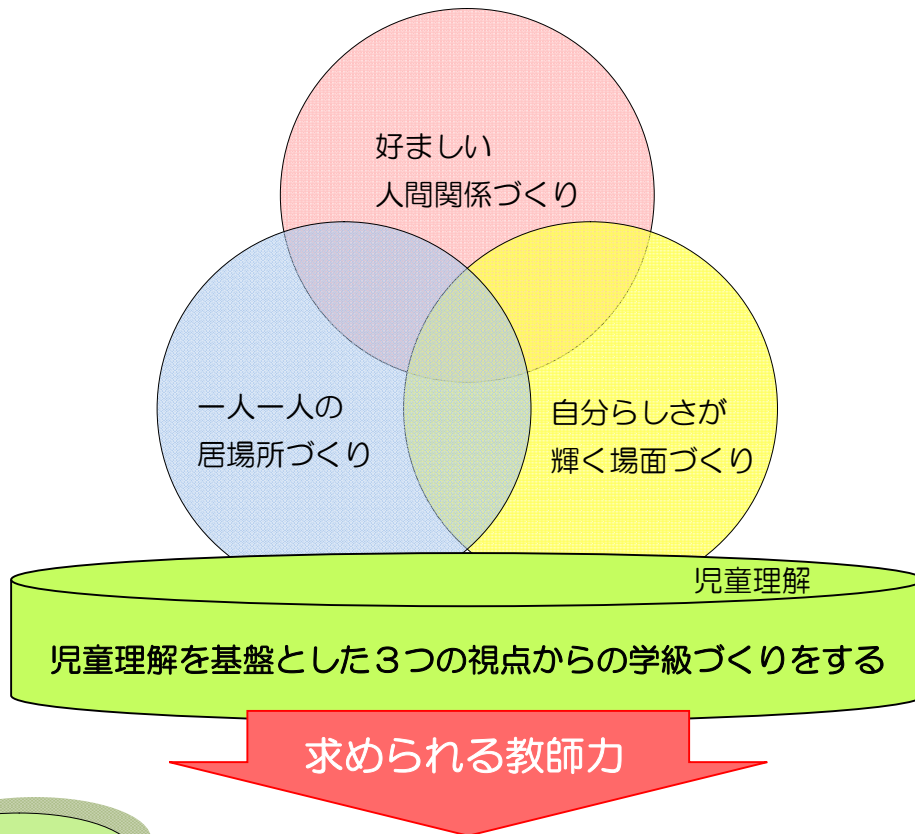 好ましい
人間関係づくり
一人一人の
居場所づくり
自分らしさが
輝く場面づくり
児童理解
児童理解を基盤とした３つの視点からの学級づくりをする
求められる教師力